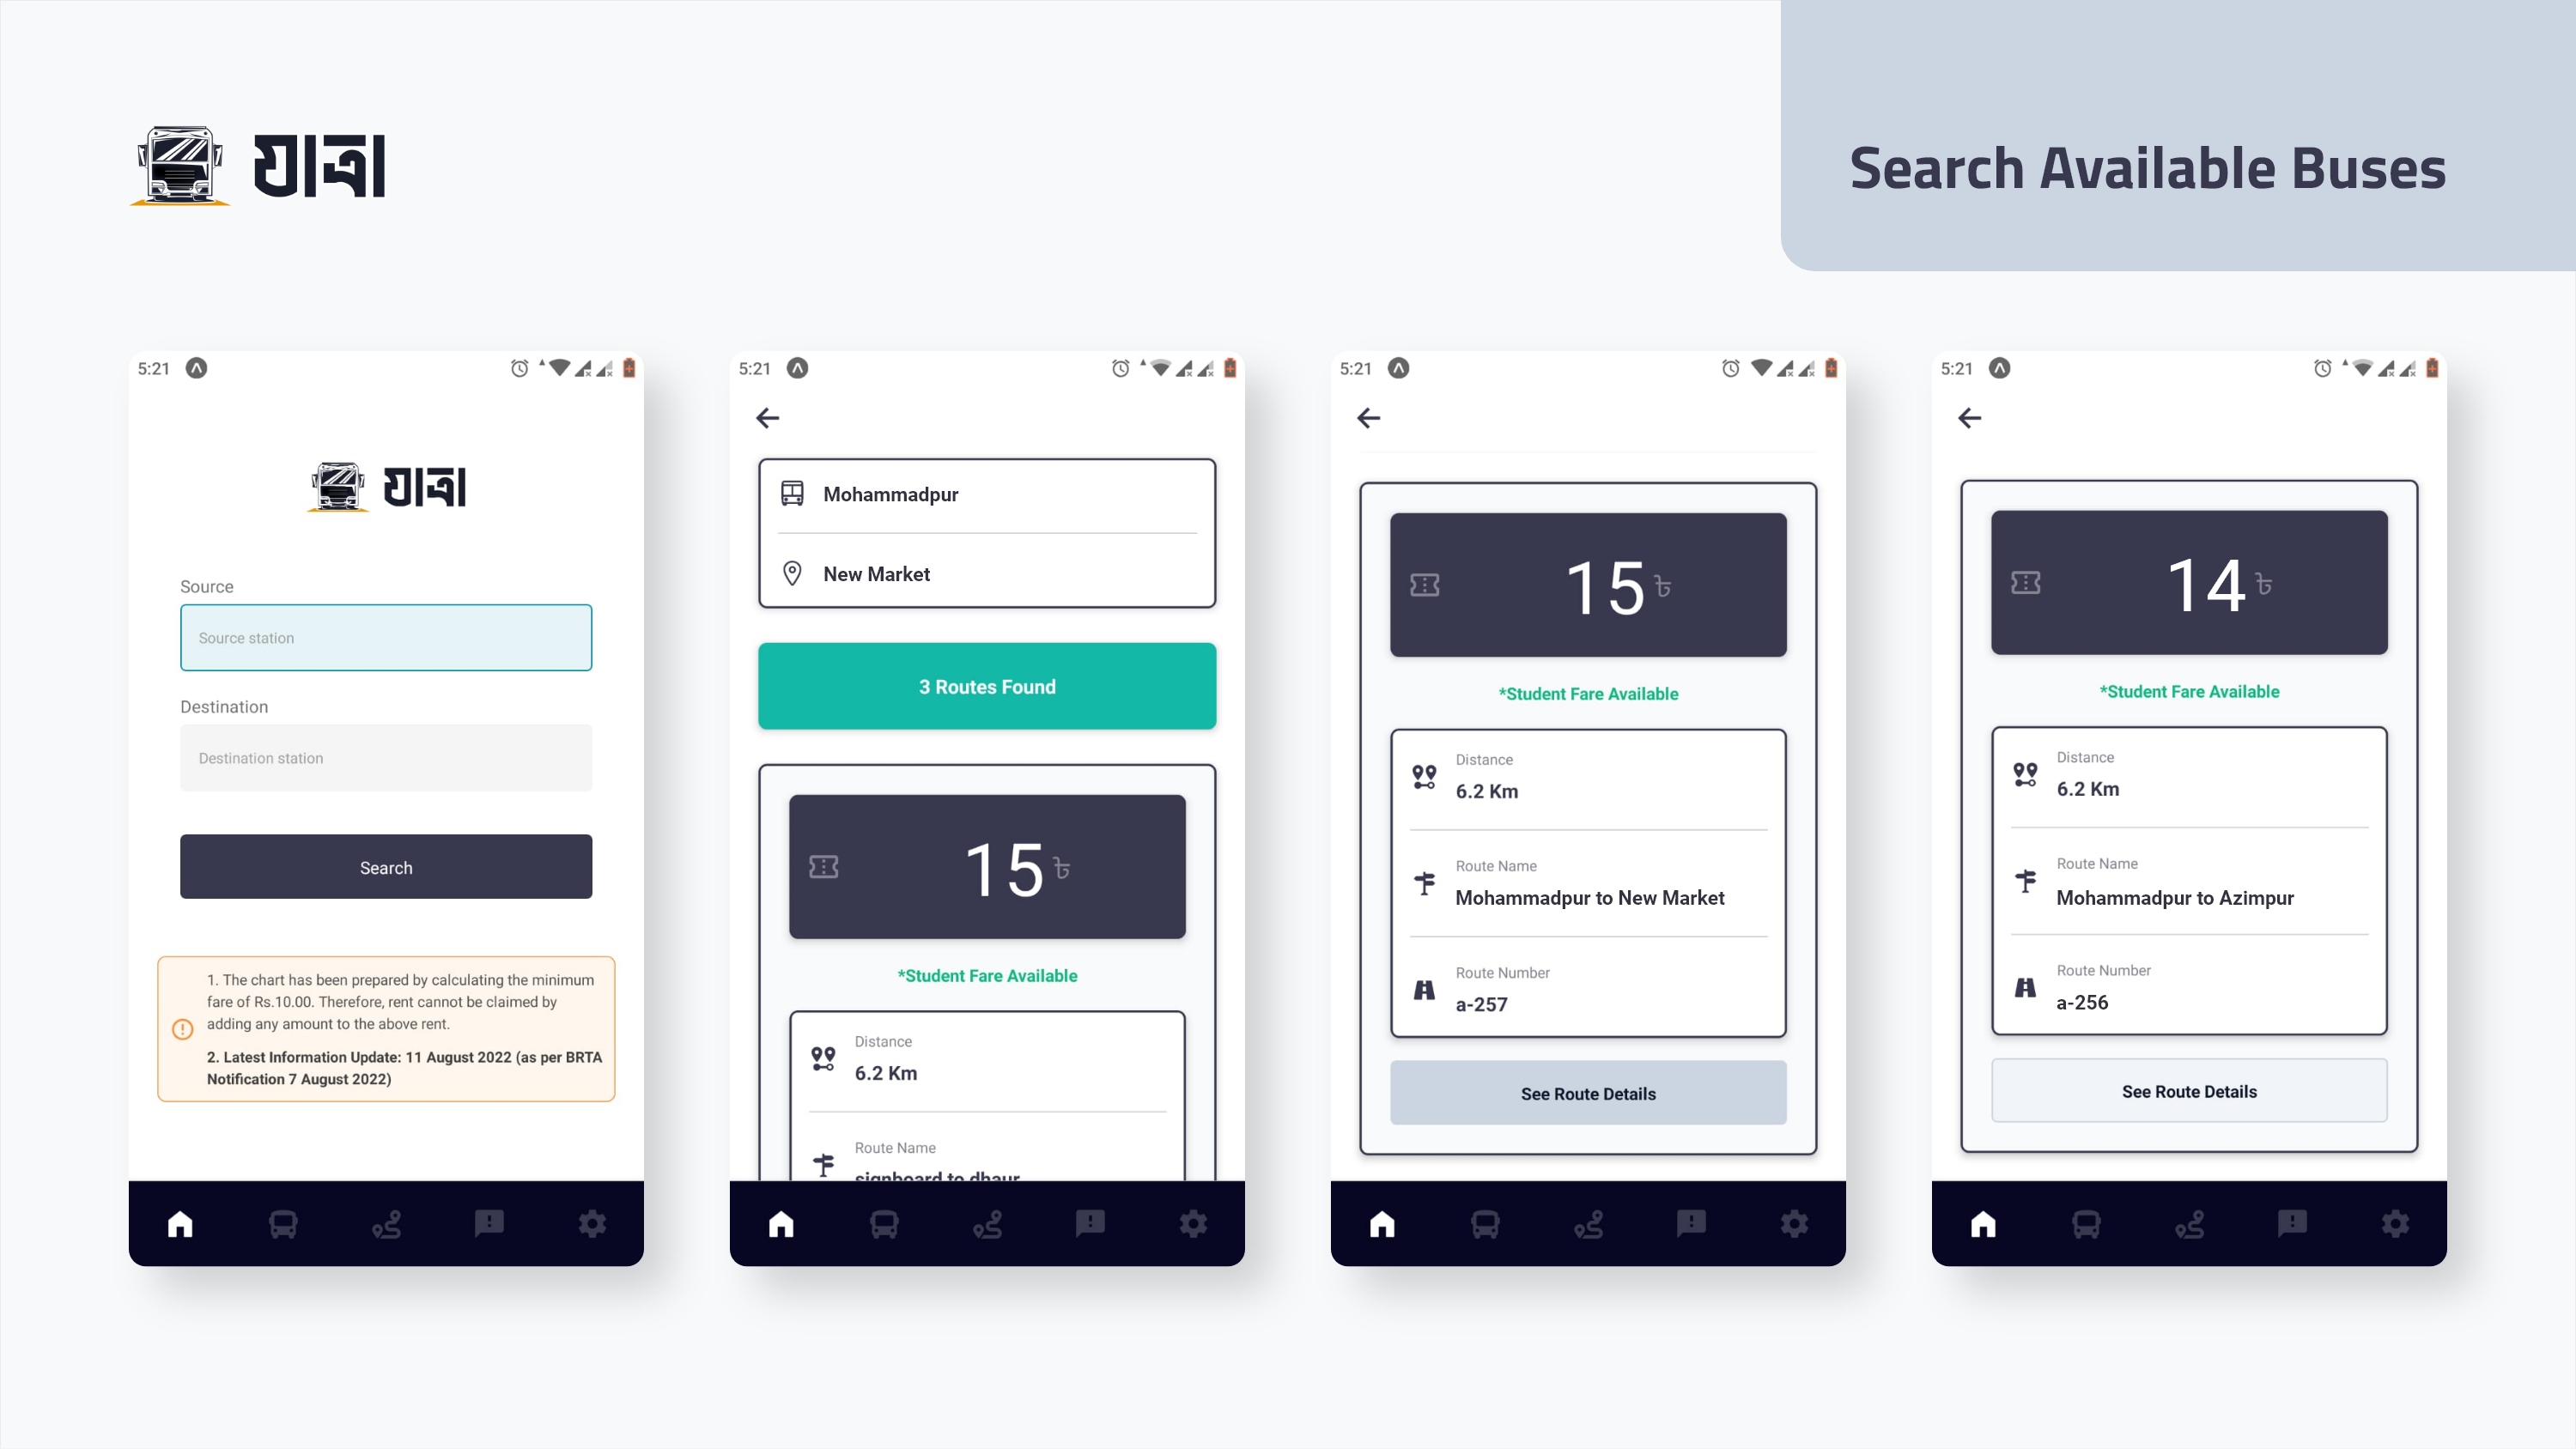 যাত্রা
Search Available Buses
5:21
যাত্রা
Source
Source station
Destination
Destination station
Search
1. The chart has been prepared by calculating the minimum
fare of Rs.10.00. Therefore, rent cannot be claimed by
adding any amount to the above rent.
2. Latest Information Update: 11 August 2022 (as per BRTA
Notification 7 August 2022)
5:21
Mohammadpur
New Market
3 Routes Found
15 ৳
*Student Fare Available
Distance
6.2 Km
Route Name
signboard to dhaur
5:21
15 ৳
*Student Fare Available
Distance
6.2 Km
Route Name
Mohammadpur to New Market
Route Number
a-257
See Route Details
5:21
14 ৳
*Student Fare Available
Distance
6.2 Km
Route Name
Mohammadpur to Azimpur
Route Number
a-256
See Route Details